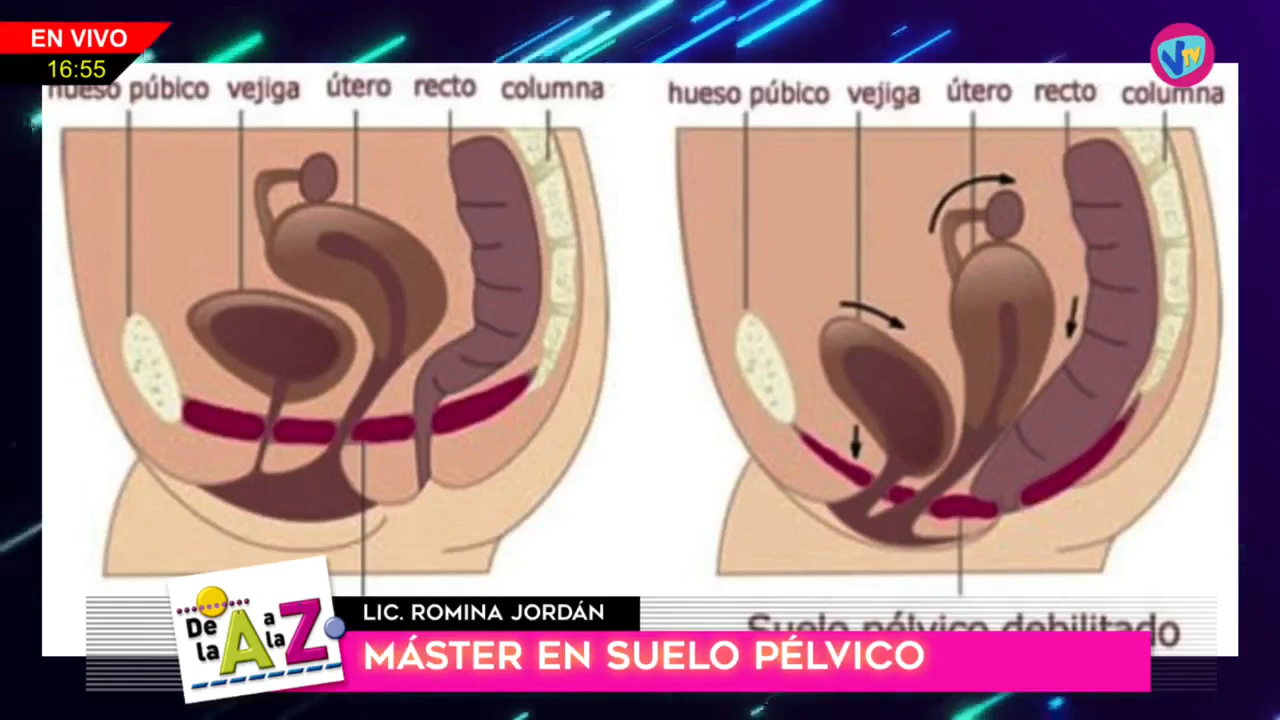 EN VIVO
16:55
hueso púbico vejiga útero recto columna
hueso púbico vejiga útero recto columna
Suelo pélvico debilitado
De la A a la Z
LIC. ROMINA JORDÁN
MÁSTER EN SUELO PÉLVICO
VTV